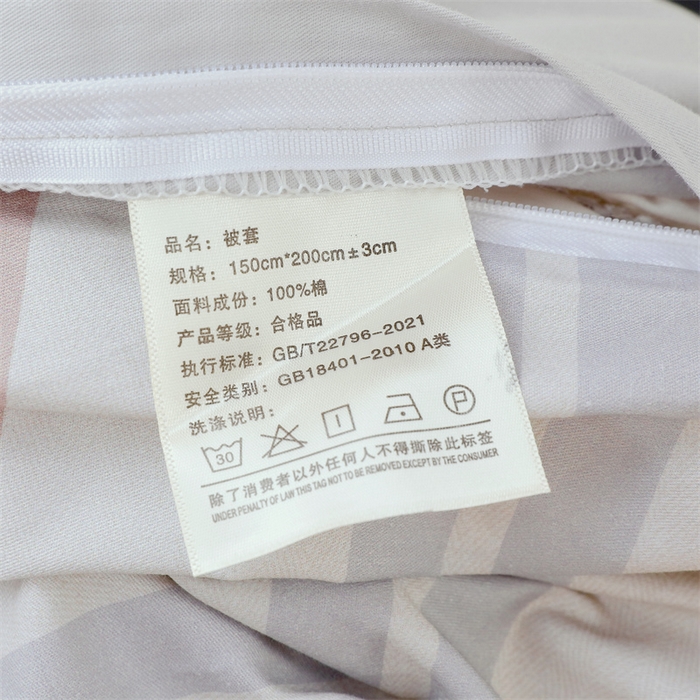 品名：被套
规格：150cm*200cm±3cm
面料成份：100%棉
产品等级：合格品
执行标准：GB/T22796-2021
安全类别：GB18401-2010 A类
洗涤说明：
30 P
除了消费者以外任何人不得撕除此标签
UNDER PENALTY OF LAW THIS TAG NOT TO BE REMOVED EXCEPT BY THE CONSUMER